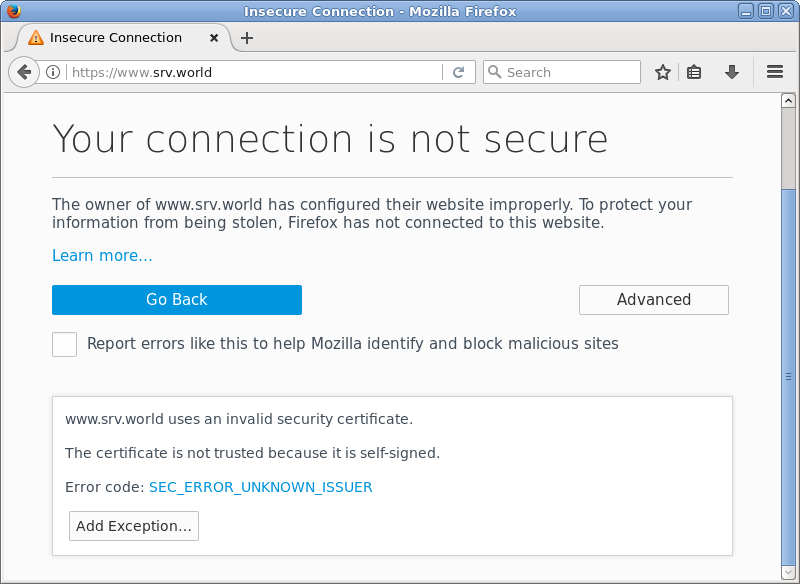 Insecure Connection - Mozilla Firefox
Insecure Connection
https://www.srv.world
Search
Your connection is not secure
The owner of www.srv.world has configured their website improperly. To protect your
information from being stolen, Firefox has not connected to this website.
Learn more...
Go Back
Advanced
Report errors like this to help Mozilla identify and block malicious sites
www.srv.world uses an invalid security certificate.
The certificate is not trusted because it is self-signed.
Error code: SEC_ERROR_UNKNOWN_ISSUER
Add Exception...